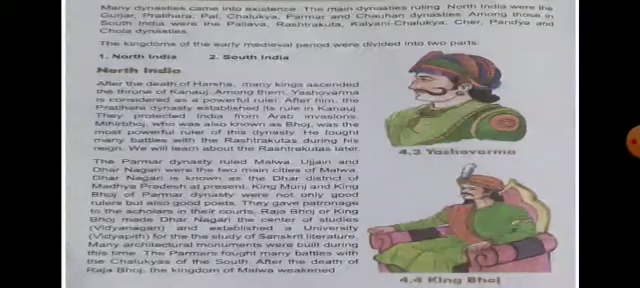 Many dynasties came into existence. The main dynasties ruling North India were the
Gurjar, Pratihara, Pal, Chalukya, Parmar and Chauhan dynasties. Among those in
South India were the Pallava, Rashtrakuta, Kalyani-Chalukya, Cher, Pandya and
Chola dynasties.
The kingdoms of the early medieval period were divided into two parts:
1. North India 2. South India
North India
After the death of Harsha, many kings ascended
the throne of Kanauj. Among them, Yashovarma
is considered as a powerful ruler. After him, the
Pratihara dynasty established its rule in Kanauj.
They protected India from Arab invasions.
Mihirbhoj, who was also known as Bhoj, was the
most powerful ruler of this dynasty. He fought
many battles with the Rashtrakutas during his
reign. We will learn about the Rashtrakutas later.
4.3 Yashovarma
The Parmar dynasty ruled Malwa. Ujjain and
Dhar Nagari were the two main cities of Malwa.
Dhar Nagari is known as the Dhar district of
Madhya Pradesh at present. King Munj and King
Bhoj of Parmar dynasty were not only good
rulers but also good poets. They gave patronage
to the scholars in their courts. Raja Bhoj or King
Bhoj made Dhar Nagari the center of studies
(Vidyanagari) and established a University
(Vidyapith) for the the study of Sanskrit literature.
Many architectural monuments were built during
this time. The Parmars fought many battles with
the Chalukyas of the South. After the death of
Raja Bhoj, the kingdom of Malwa weakened.
4.4 King Bhoj